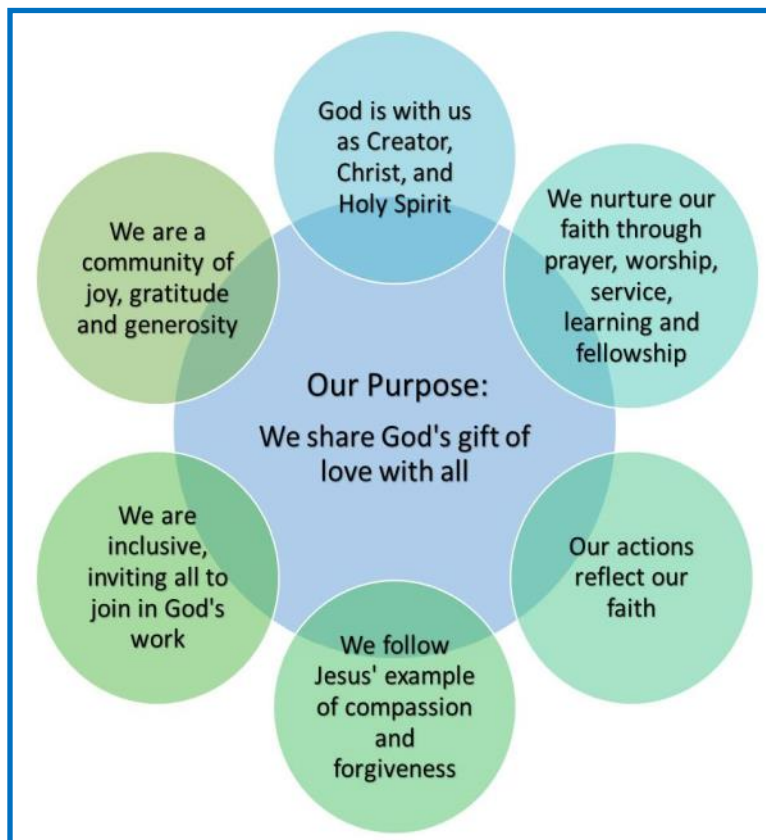 God is with us
as Creator,
Christ, and
Holy Spirit
We nurture our
faith through
prayer, worship,
service,
learning and
fellowship
Our actions
reflect our
faith
We follow
Jesus' example
of compassion
and
forgiveness
We are
inclusive,
inviting all to
join in God's
work
We are a
community of
joy, gratitude
and generosity
Our Purpose:
We share God's gift of
love with all